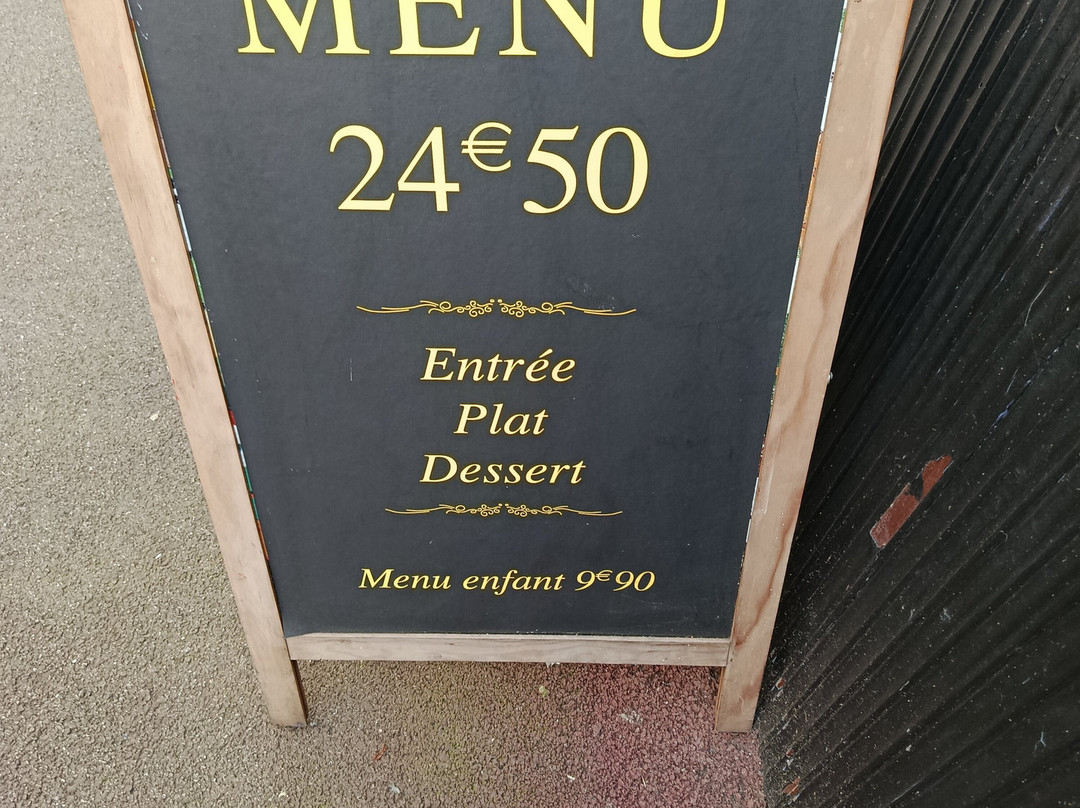 MENU
24€50
Entrée
Plat
Dessert
Menu enfant 9€90